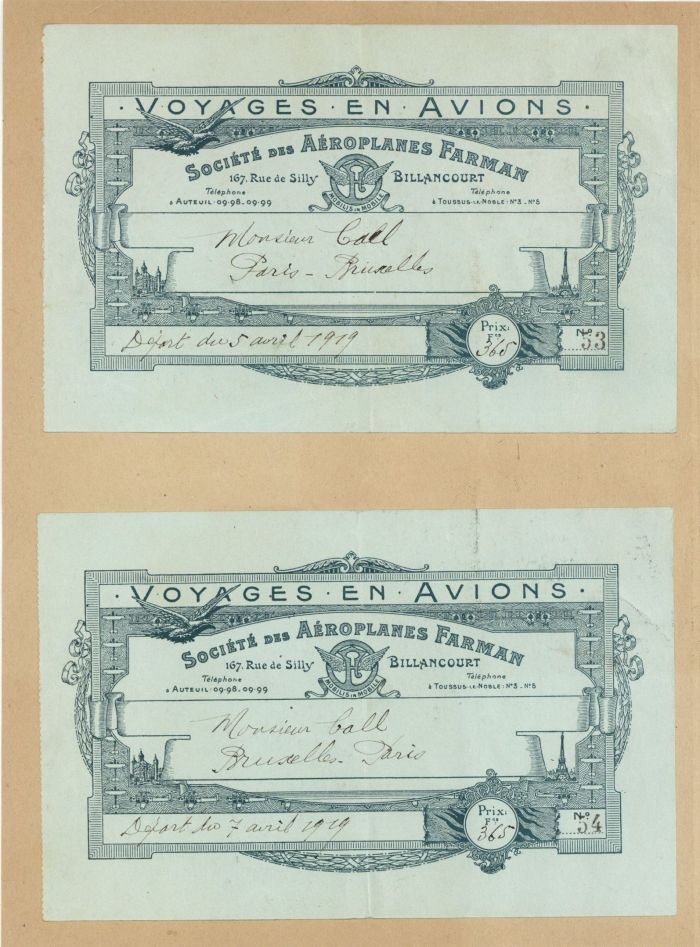 · VOYAGES · EN · AVIONS ·
SOCIÉTÉ DES AÉROPLANES FARMAN
167, Rue de Silly BILLANCOURT
MOBILIS IN MOBILE
Téléphone
à AUTEUIL · 09-98 · 09-99
Téléphone
à TOUSSUS-LE-NOBLE : N°3 - N°5
Monsieur Call
Paris - Bruxelles
Départ du 5 avril 1919
Prix:
Fcs
365
N°
53
· VOYAGES · EN · AVIONS ·
SOCIÉTÉ DES AÉROPLANES FARMAN
167, Rue de Silly BILLANCOURT
MOBILIS IN MOBILE
Téléphone
à AUTEUIL · 09-98 · 09-99
Téléphone
à TOUSSUS-LE-NOBLE : N°3 - N°5
Monsieur Call
Bruxelles - Paris
Départ du 7 avril 1919
Prix:
Fcs
365
N°
54